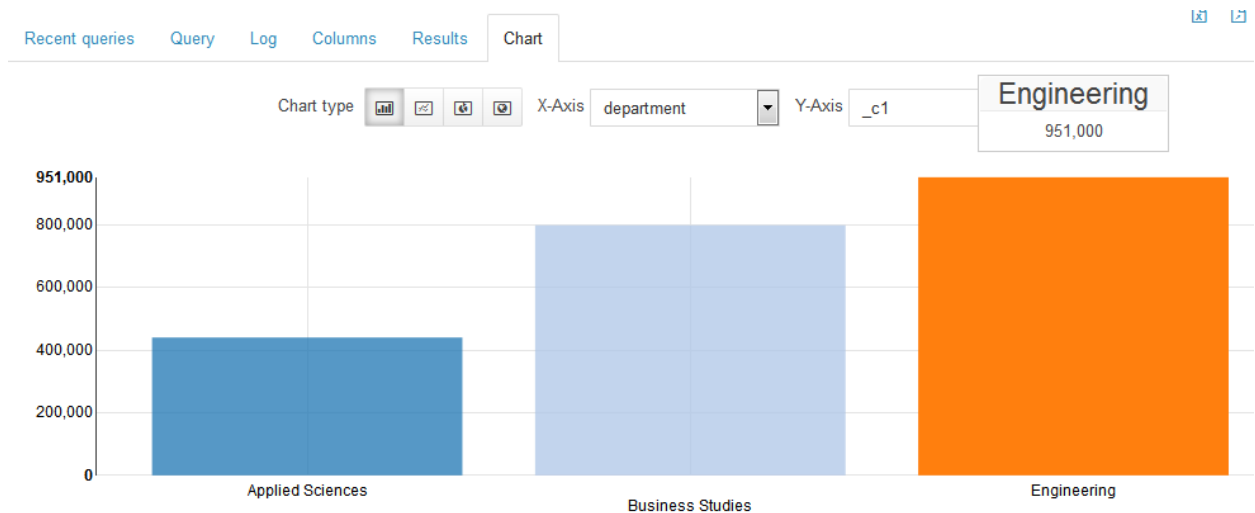 Recent queries Query Log Columns Results Chart
Chart type X-Axis department Y-Axis _c1
Engineering
951,000
951,000
800,000
600,000
400,000
200,000
0
Applied Sciences
Business Studies
Engineering